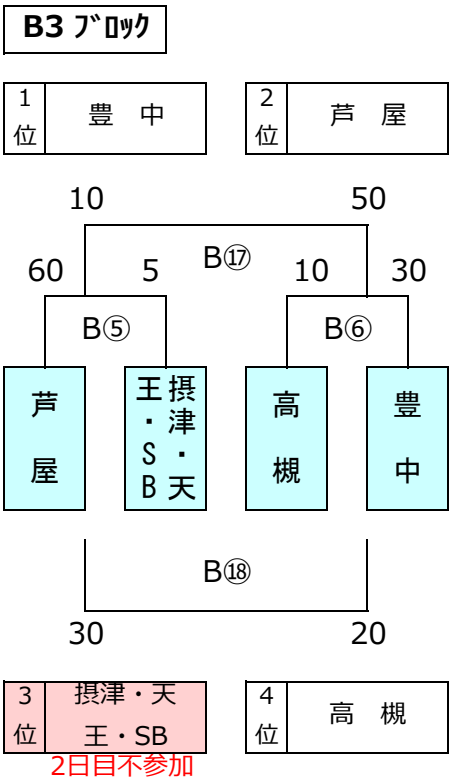 B3 ﾌﾞﾛｯｸ
1位 豊 中
2位 芦 屋
10 50
B⑰
60 5 10 30
B⑤ B⑥
芦屋
摂津・天
王・SB
高槻
豊中
B⑱
30 20
3位 摂津・天
王・SB
4位 高 槻
2日目不参加